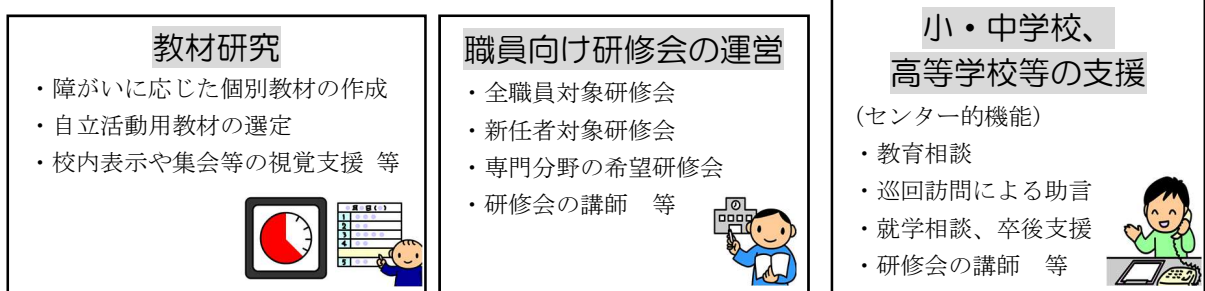 教材研究
・障がいに応じた個別教材の作成
・自立活動用教材の選定
・校内表示や集会等の視覚支援 等
職員向け研修会の運営
・全職員対象研修会
・新任者対象研修会
・専門分野の希望研修会
・研修会の講師 等
小・中学校、
高等学校等の支援
(センター的機能)
・教育相談
・巡回訪問による助言
・就学相談、卒後支援
・研修会の講師 等